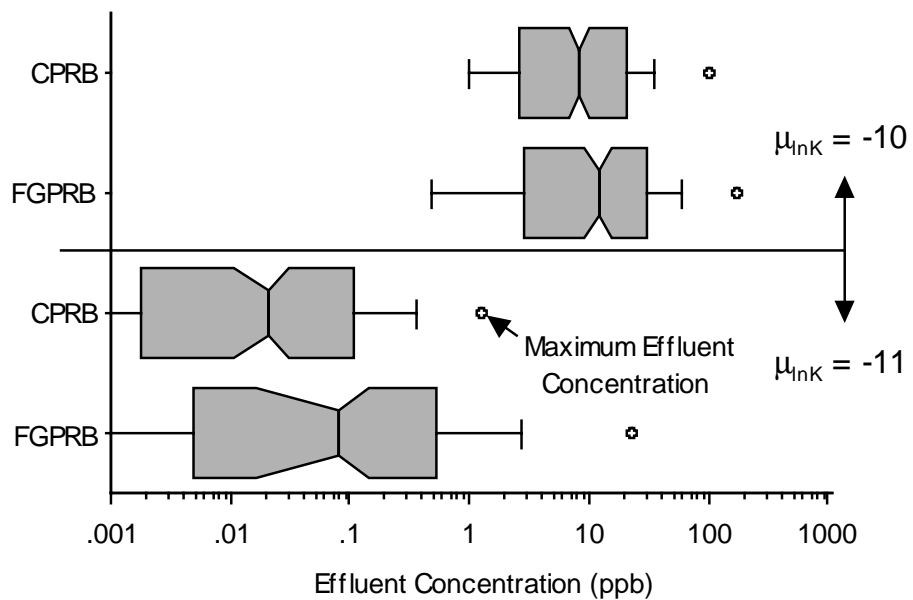 CPRB
μlnK = -10
FGPRB
CPRB
Maximum Effluent
Concentration
μlnK = -11
FGPRB
.001 .01 .1 1 10 100 1000
Effluent Concentration (ppb)